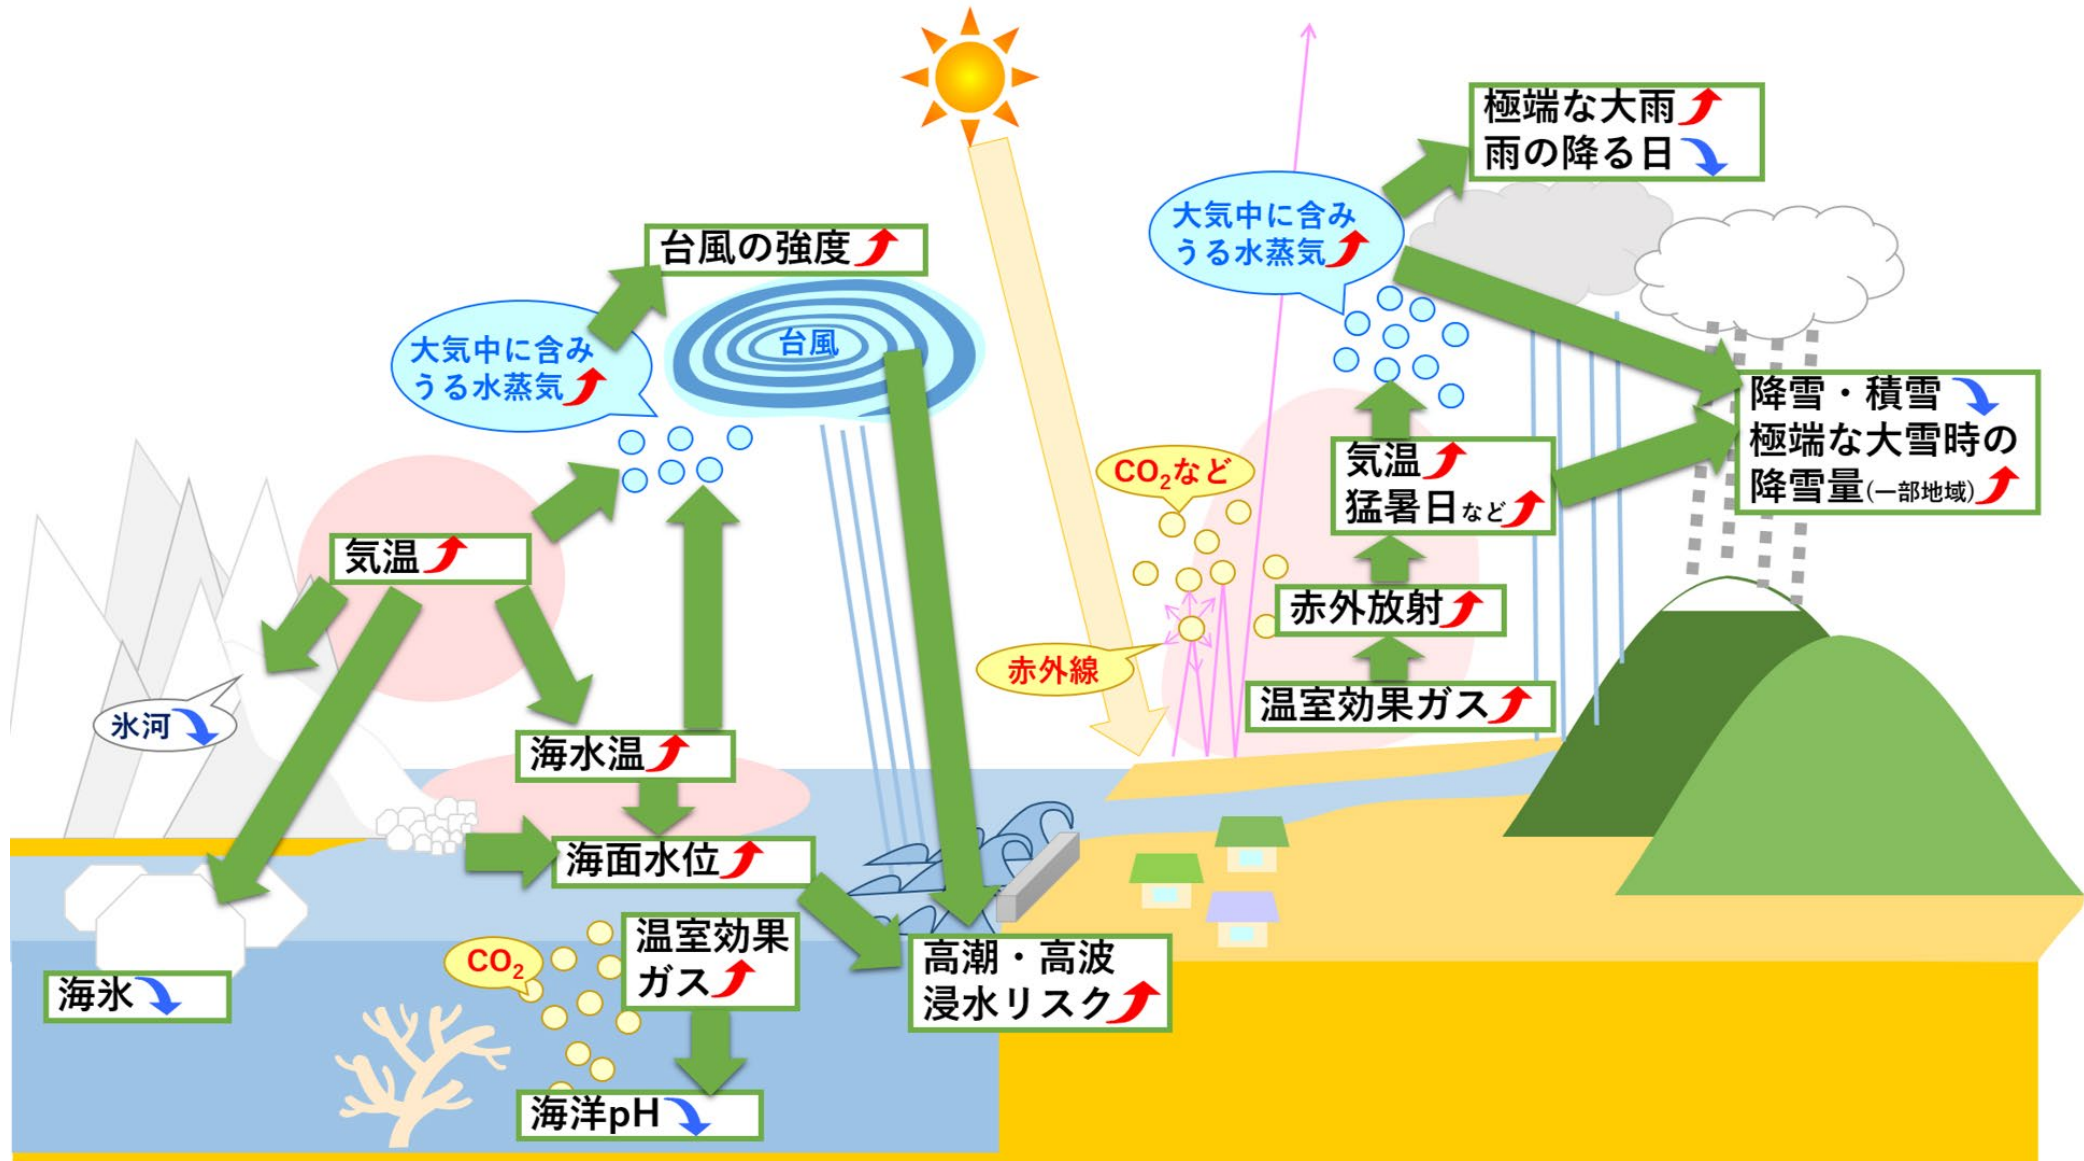 極端な大雨
雨の降る日
大気中に含み
うる水蒸気
台風の強度
大気中に含み
うる水蒸気
台風
降雪・積雪
極端な大雪時の
降雪量(一部地域)
CO₂など
気温
猛暑日など
気温
赤外放射
赤外線
温室効果ガス
氷河
海水温
海面水位
温室効果
ガス
CO₂
高潮・高波
浸水リスク
海氷
海洋pH